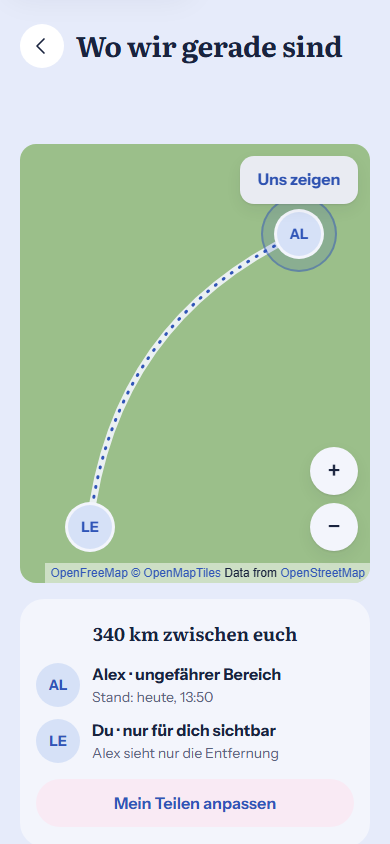 Wo wir gerade sind
Uns zeigen
AL
LE
+
−
OpenFreeMap © OpenMapTiles Data from OpenStreetMap
340 km zwischen euch
AL
Alex · ungefährer Bereich
Stand: heute, 13:50
LE
Du · nur für dich sichtbar
Alex sieht nur die Entfernung
Mein Teilen anpassen